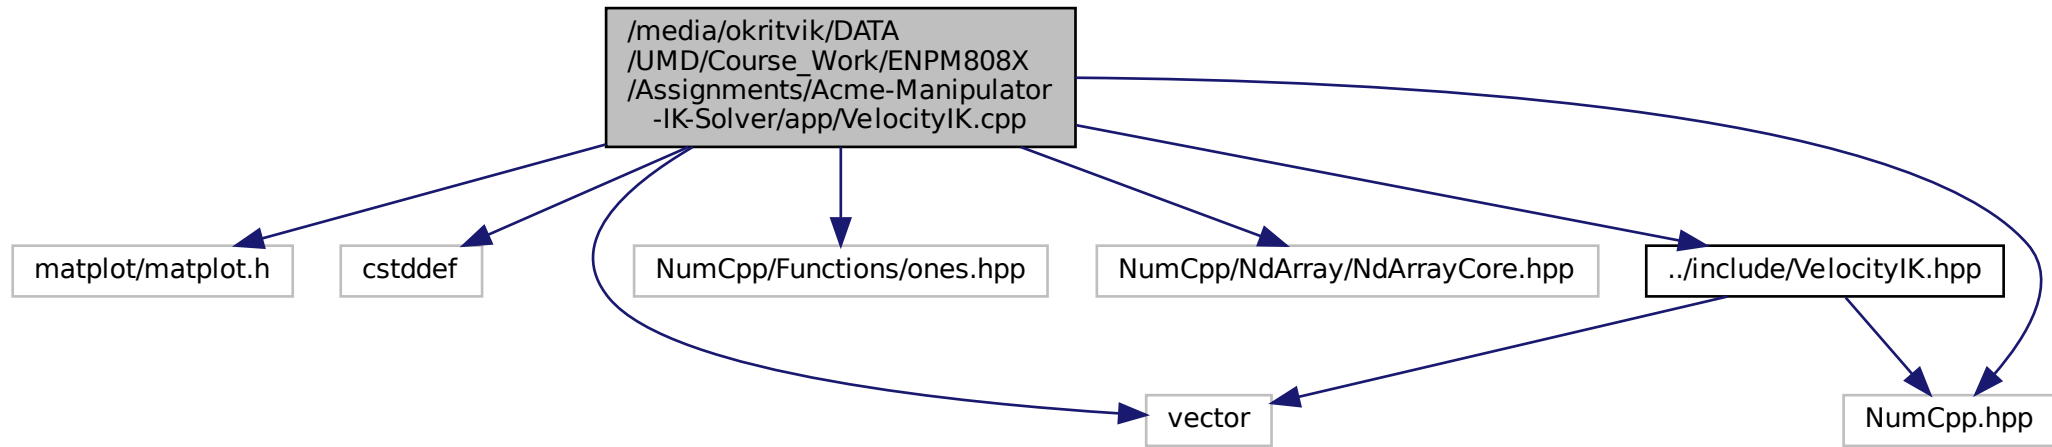 /media/okritvik/DATA
/UMD/Course_Work/ENPM808X
/Assignments/Acme-Manipulator
-IK-Solver/app/VelocityIK.cpp
matplot/matplot.h
cstddef
NumCpp/Functions/ones.hpp
NumCpp/NdArray/NdArrayCore.hpp
../include/VelocityIK.hpp
vector
NumCpp.hpp